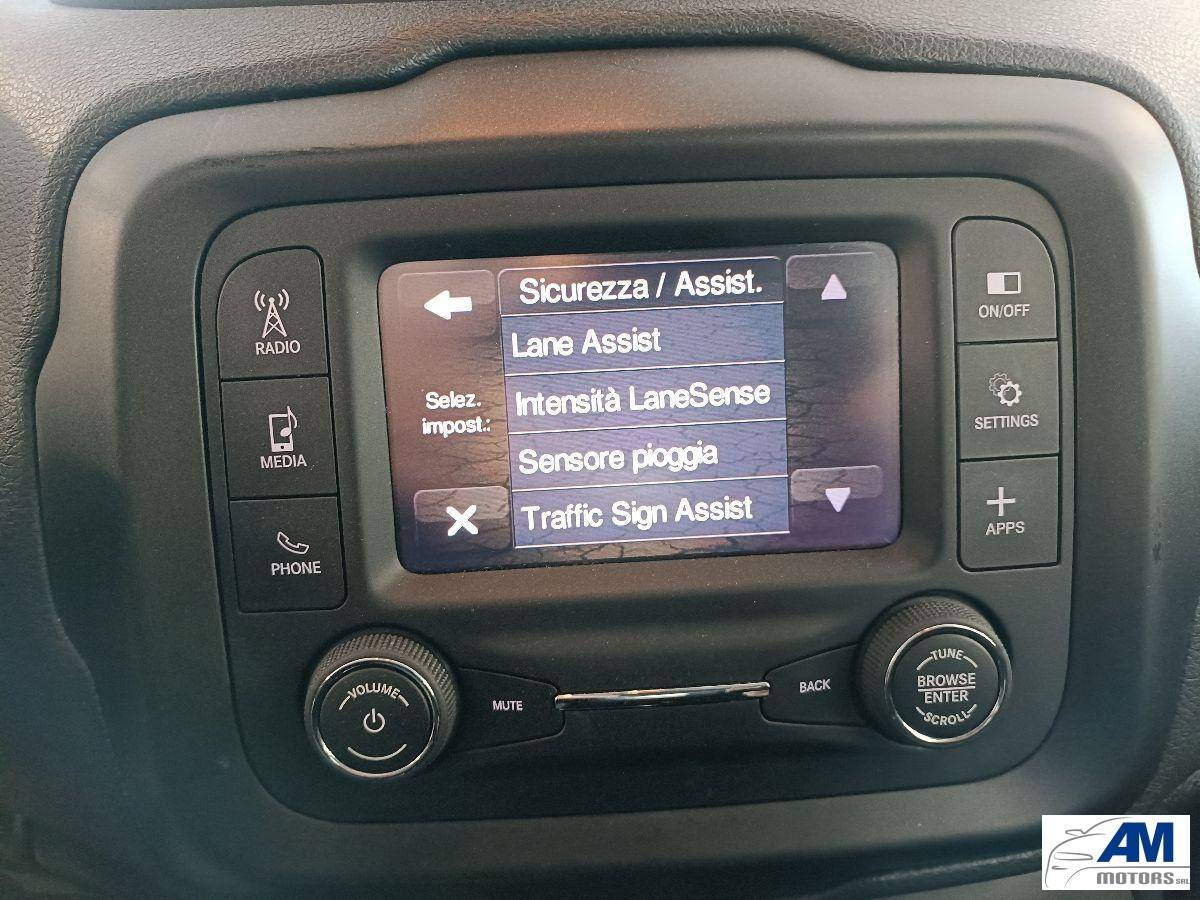 RADIO
MEDIA
PHONE
Sicurezza / Assist.
Lane Assist
Selez.
impost.:
Intensità LaneSense
Sensore pioggia
Traffic Sign Assist
ON/OFF
SETTINGS
APPS
VOLUME
MUTE
BACK
TUNE
BROWSE
ENTER
SCROLL
AM
MOTORS SRL